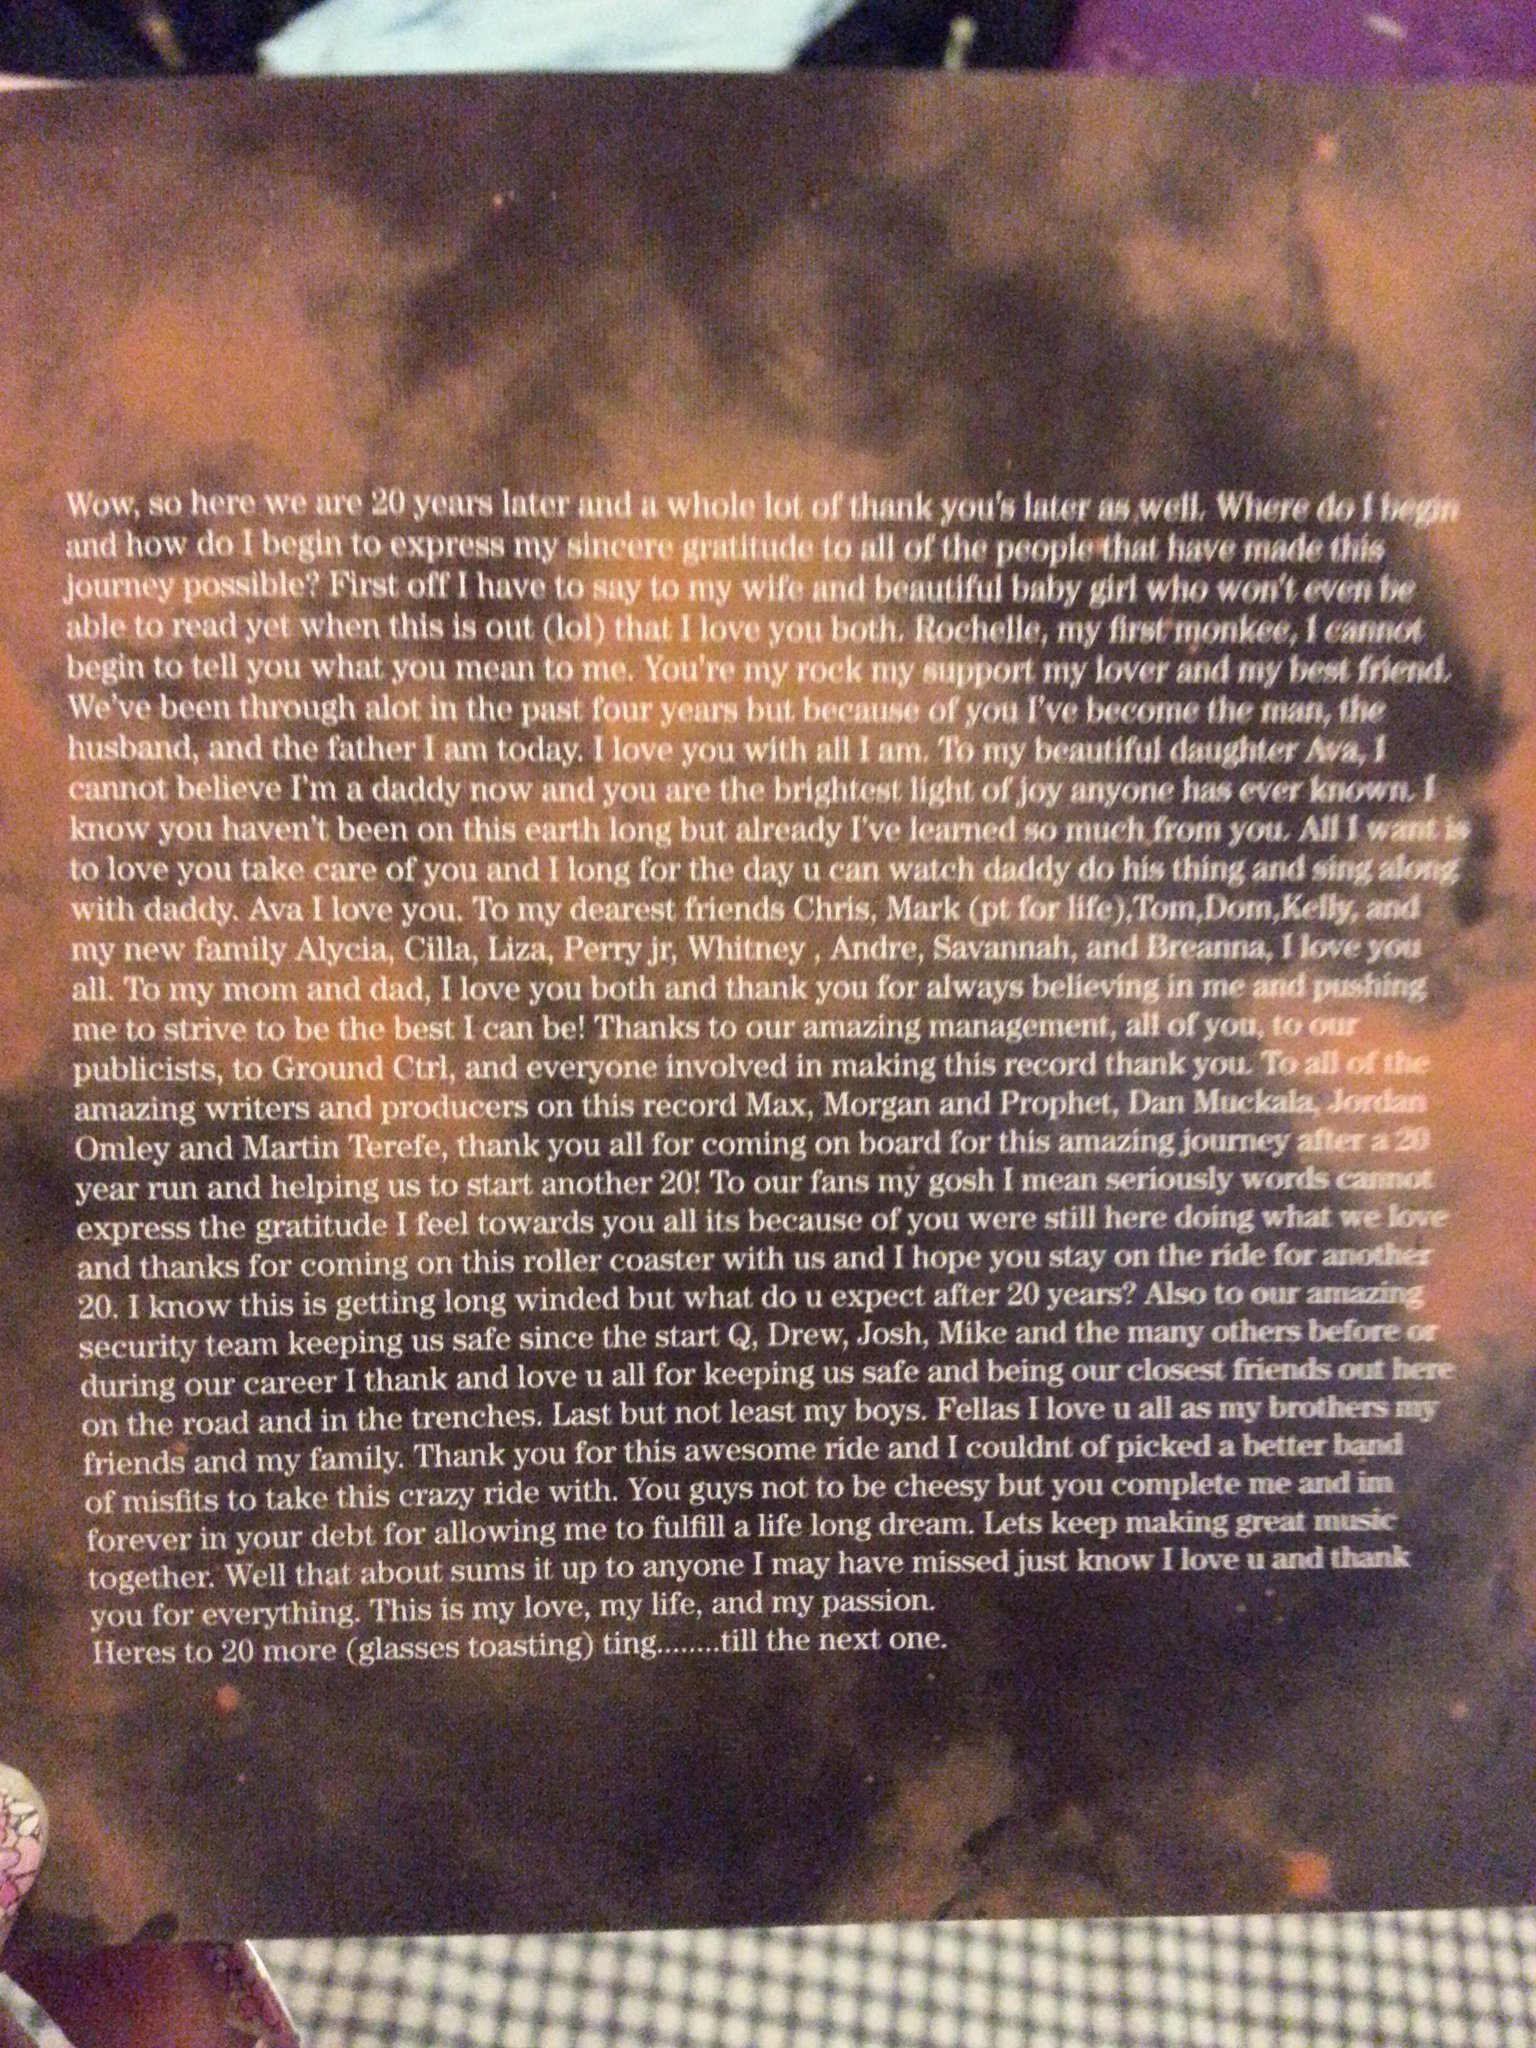 Wow, so here we are 20 years later and a whole lot of thank you's later as well. Where do I begin
and how do I begin to express my sincere gratitude to all of the people that have made this
journey possible? First off I have to say to my wife and beautiful baby girl who won't even be
able to read yet when this is out (lol) that I love you both. Rochelle, my first monkee, I cannot
begin to tell you what you mean to me. You're my rock my support my lover and my best friend.
We've been through alot in the past four years but because of you I've become the man, the
husband, and the father I am today. I love you with all I am. To my beautiful daughter Ava, I
cannot believe I'm a daddy now and you are the brightest light of joy anyone has ever known. I
know you haven't been on this earth long but already I've learned so much from you. All I want is
to love you take care of you and I long for the day u can watch daddy do his thing and sing along
with daddy. Ava I love you. To my dearest friends Chris, Mark (pt for life),Tom,Dom,Kelly, and
my new family Alycia, Cilla, Liza, Perry jr, Whitney , Andre, Savannah, and Breanna, I love you
all. To my mom and dad, I love you both and thank you for always believing in me and pushing
me to strive to be the best I can be! Thanks to our amazing management, all of you, to our
publicists, to Ground Ctrl, and everyone involved in making this record thank you. To all of the
amazing writers and producers on this record Max, Morgan and Prophet, Dan Muckala, Jordan
Omley and Martin Terefe, thank you all for coming on board for this amazing journey after a 20
year run and helping us to start another 20! To our fans my gosh I mean seriously words cannot
express the gratitude I feel towards you all its because of you were still here doing what we love
and thanks for coming on this roller coaster with us and I hope you stay on the ride for another
20. I know this is getting long winded but what do u expect after 20 years? Also to our amazing
security team keeping us safe since the start Q, Drew, Josh, Mike and the many others before or
during our career I thank and love u all for keeping us safe and being our closest friends out here
on the road and in the trenches. Last but not least my boys. Fellas I love u all as my brothers my
friends and my family. Thank you for this awesome ride and I couldnt of picked a better band
of misfits to take this crazy ride with. You guys not to be cheesy but you complete me and im
forever in your debt for allowing me to fulfill a life long dream. Lets keep making great music
together. Well that about sums it up to anyone I may have missed just know I love u and thank
you for everything. This is my love, my life, and my passion.
Heres to 20 more (glasses toasting) ting........till the next one.